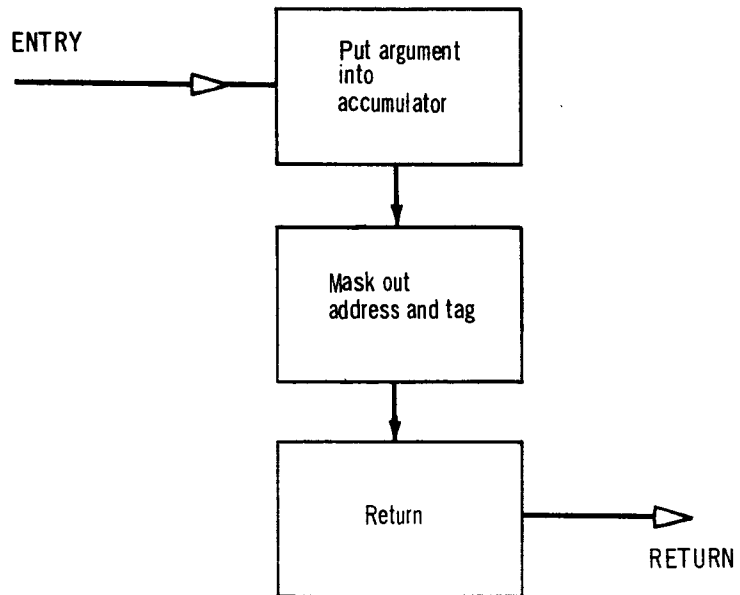 ENTRY
Put argument
into
accumulator
Mask out
address and tag
Return
RETURN